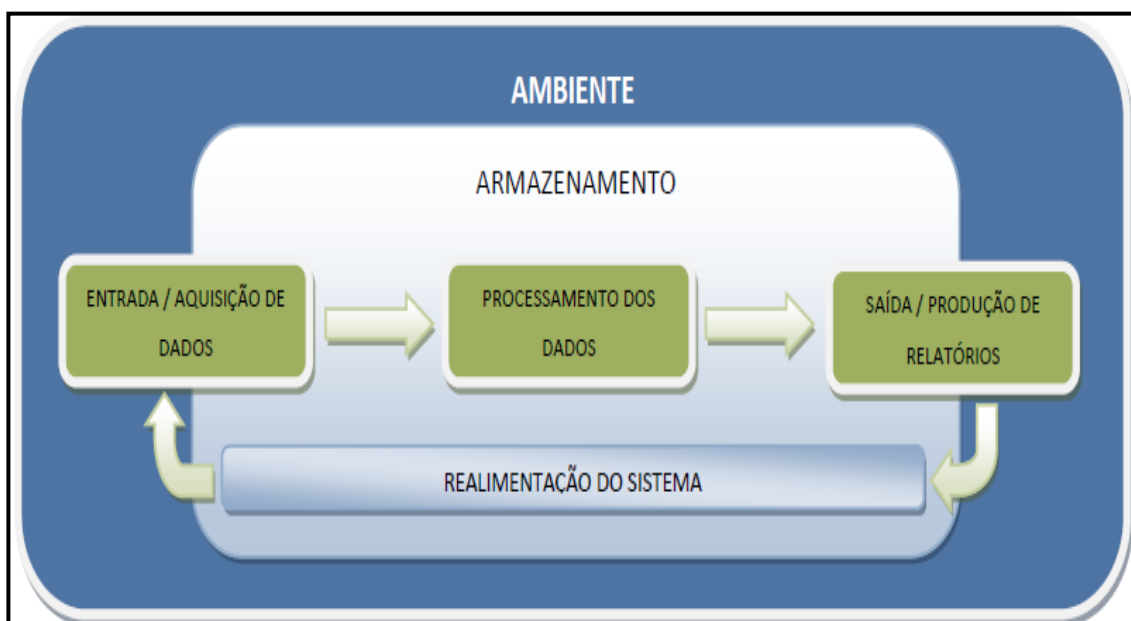 AMBIENTE
ARMAZENAMENTO
ENTRADA / AQUISIÇÃO DE
DADOS
PROCESSAMENTO DOS
DADOS
SAÍDA / PRODUÇÃO DE
RELATÓRIOS
REALIMENTAÇÃO DO SISTEMA